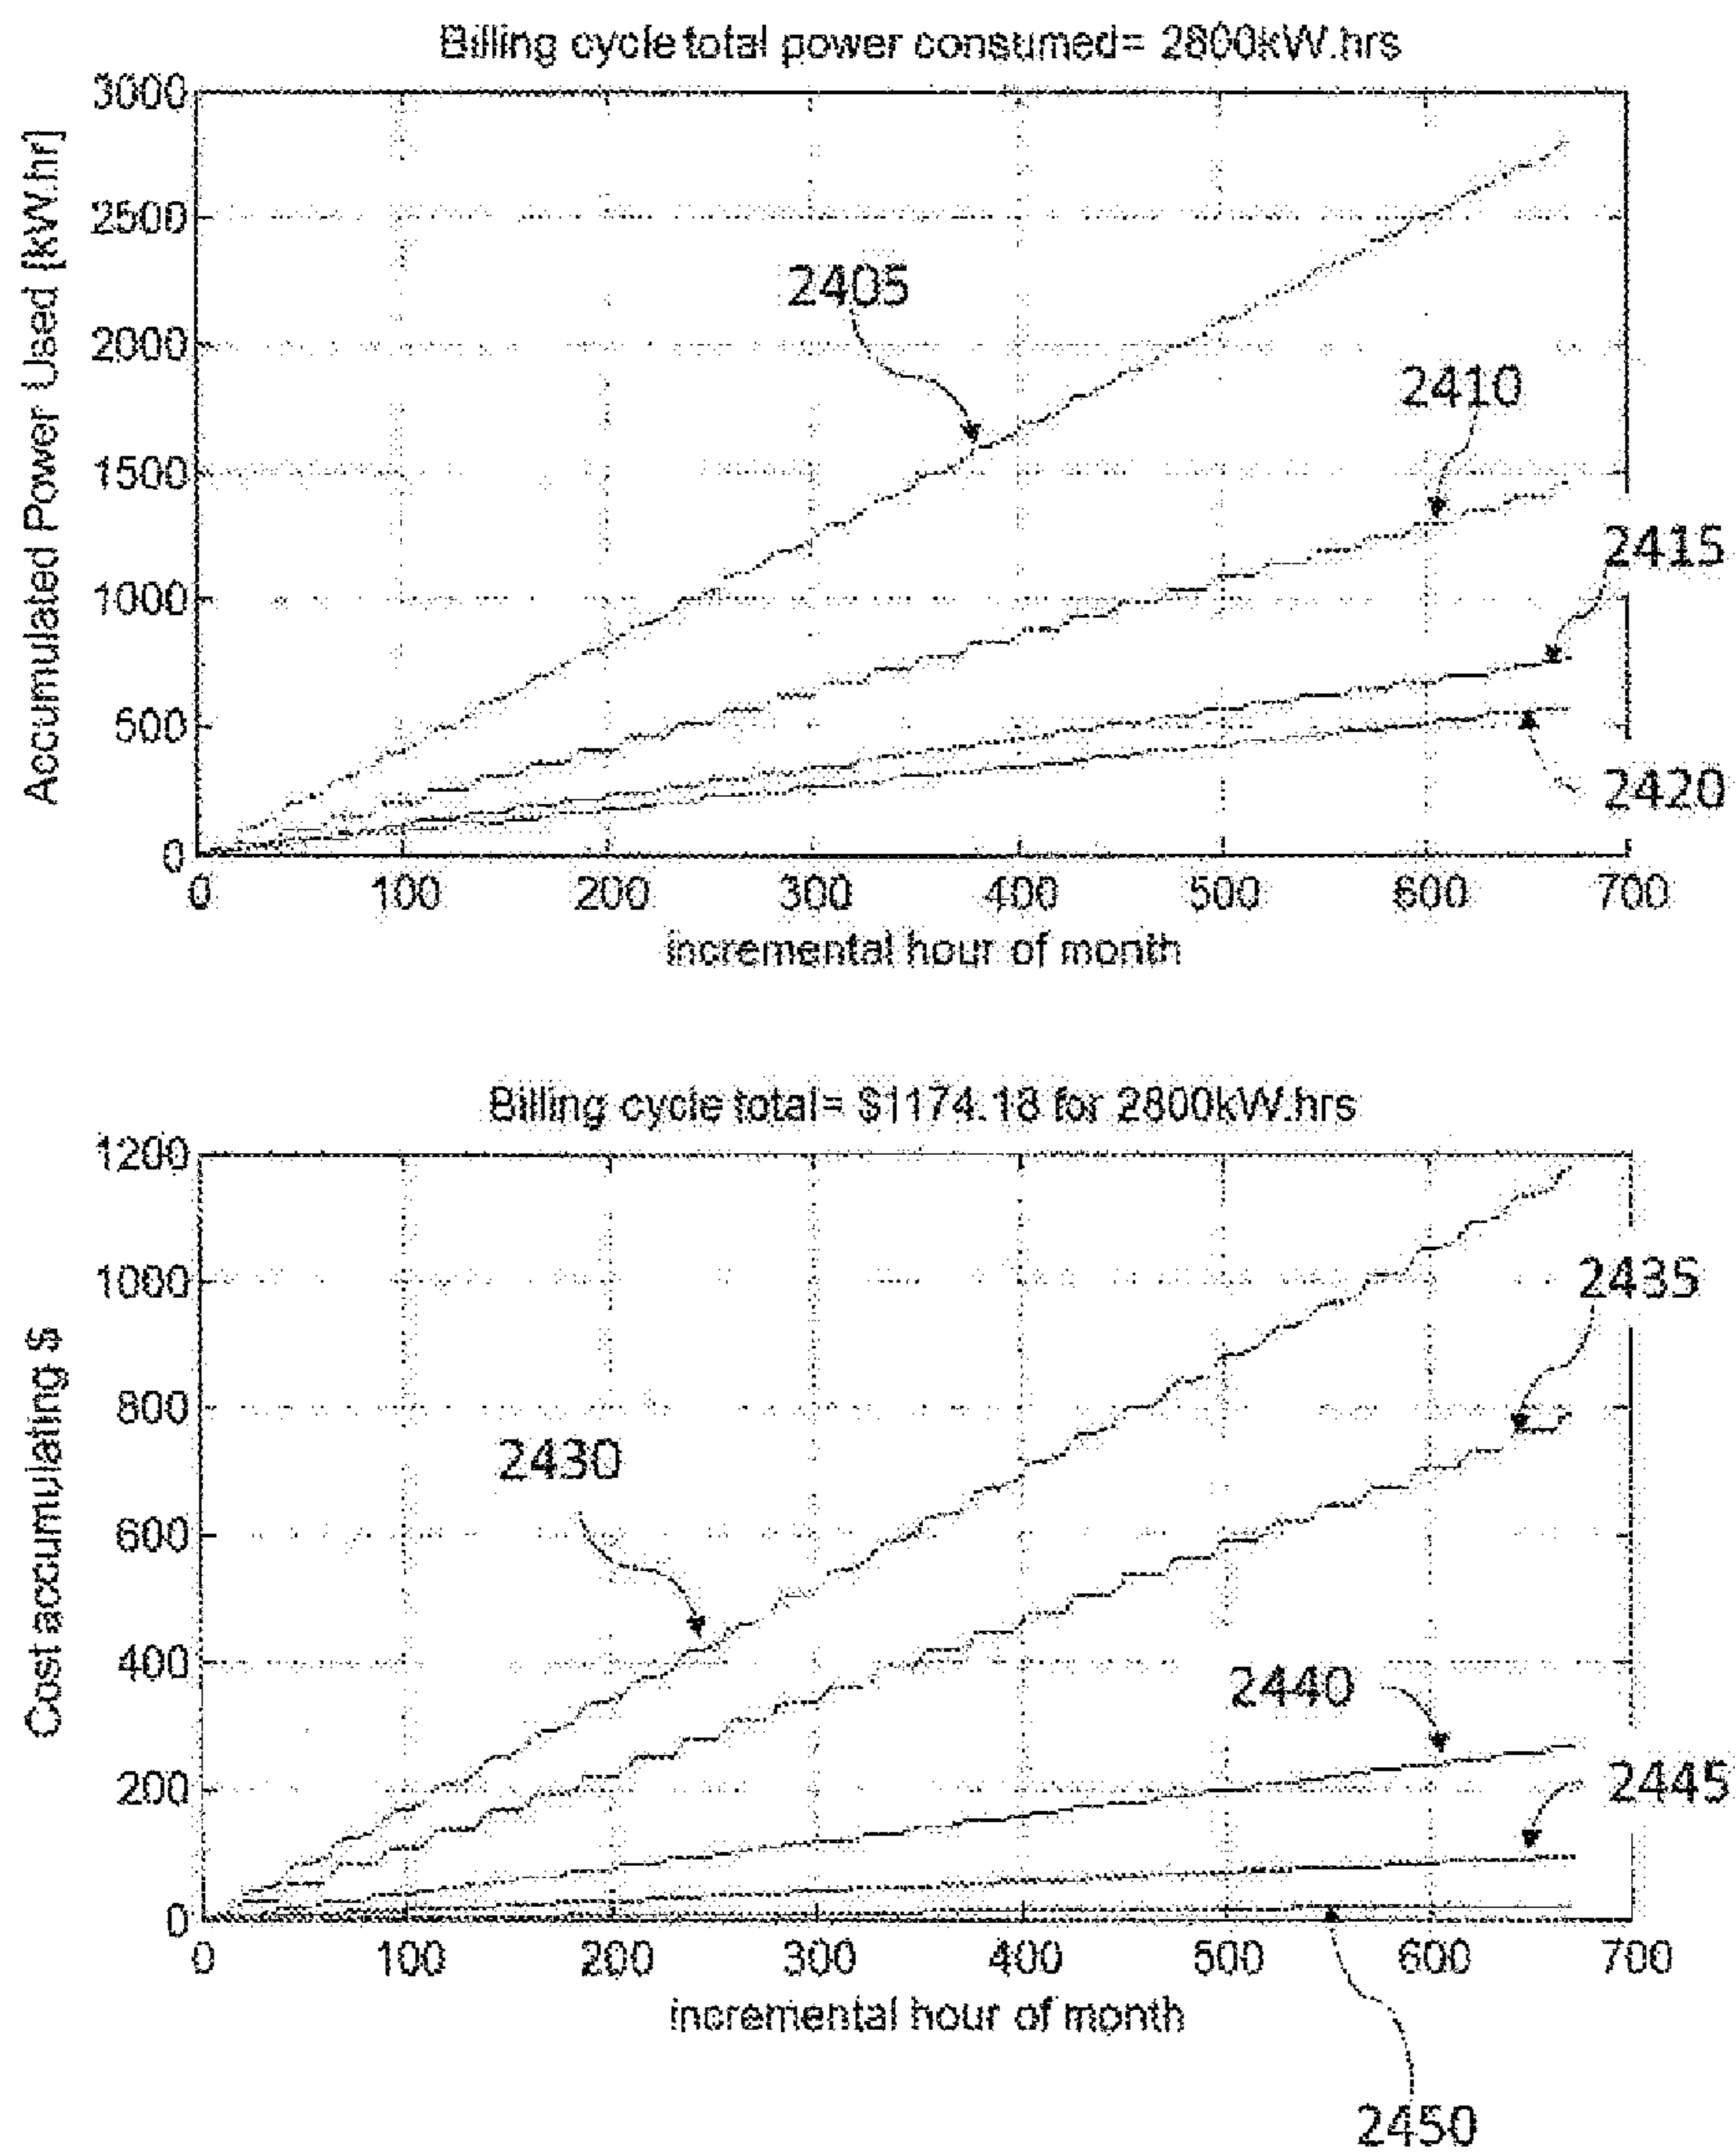 Billing cycle total power consumed= 2800kW.hrs
Accumulated Power Used [kW.hr]
3000
2500
2000
1500
1000
500
0
2405
2410
2415
2420
0 100 200 300 400 500 600 700
incremental hour of month
Billing cycle total= $1174.18 for 2800kW.hrs
Cost accumulating $
1200
1000
800
600
400
200
0
2430
2435
2440
2445
0 100 200 300 400 500 600 700
incremental hour of month
2450